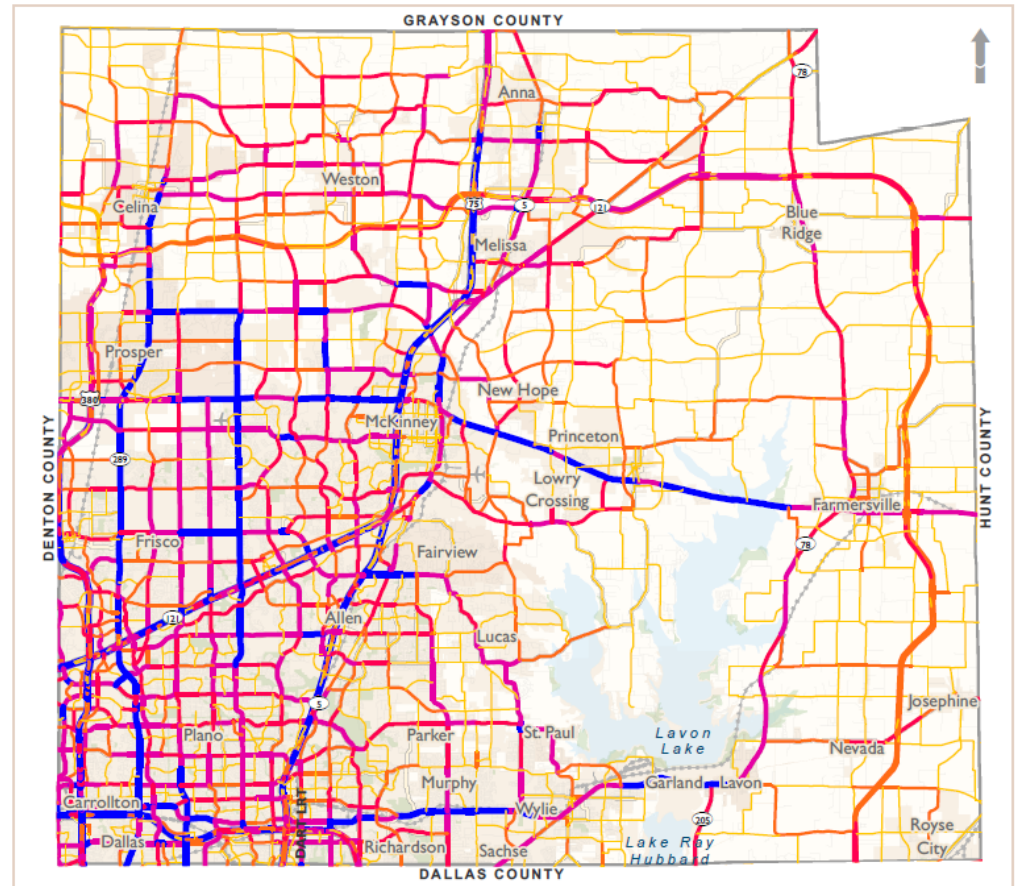 GRAYSON COUNTY
78
Anna
Weston
Celina
75
5
121
Blue
Ridge
Melissa
Prosper
380
New Hope
McKinney
Princeton
DENTON COUNTY
HUNT COUNTY
289
Lowry
Crossing
Farmersville
Frisco
78
Fairview
121
Allen
Lucas
5
Josephine
Plano
Parker
St. Paul
Lavon
Lake
Nevada
Murphy
Garland
Lavon
Carrollton
DART LRT
Wylie
205
Royse
City
Dallas
Richardson
Sachse
Lake Ray
Hubbard
DALLAS COUNTY